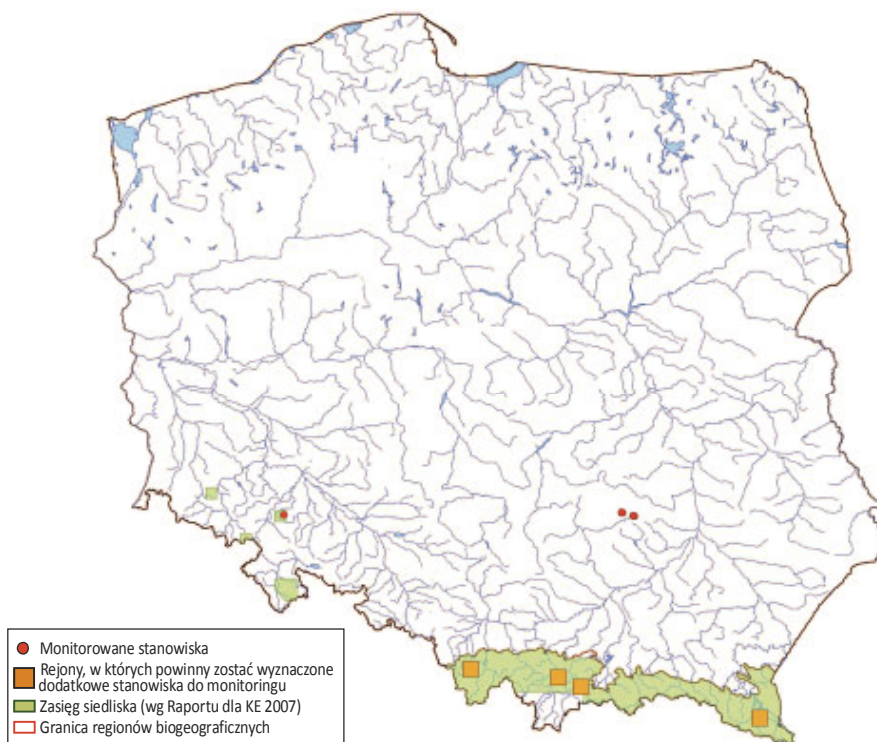 Monitorowane stanowiska
Rejony, w których powinny zostać wyznaczone
dodatkowe stanowiska do monitoringu
Zasięg siedliska (wg Raportu dla KE 2007)
Granica regionów biogeograficznych